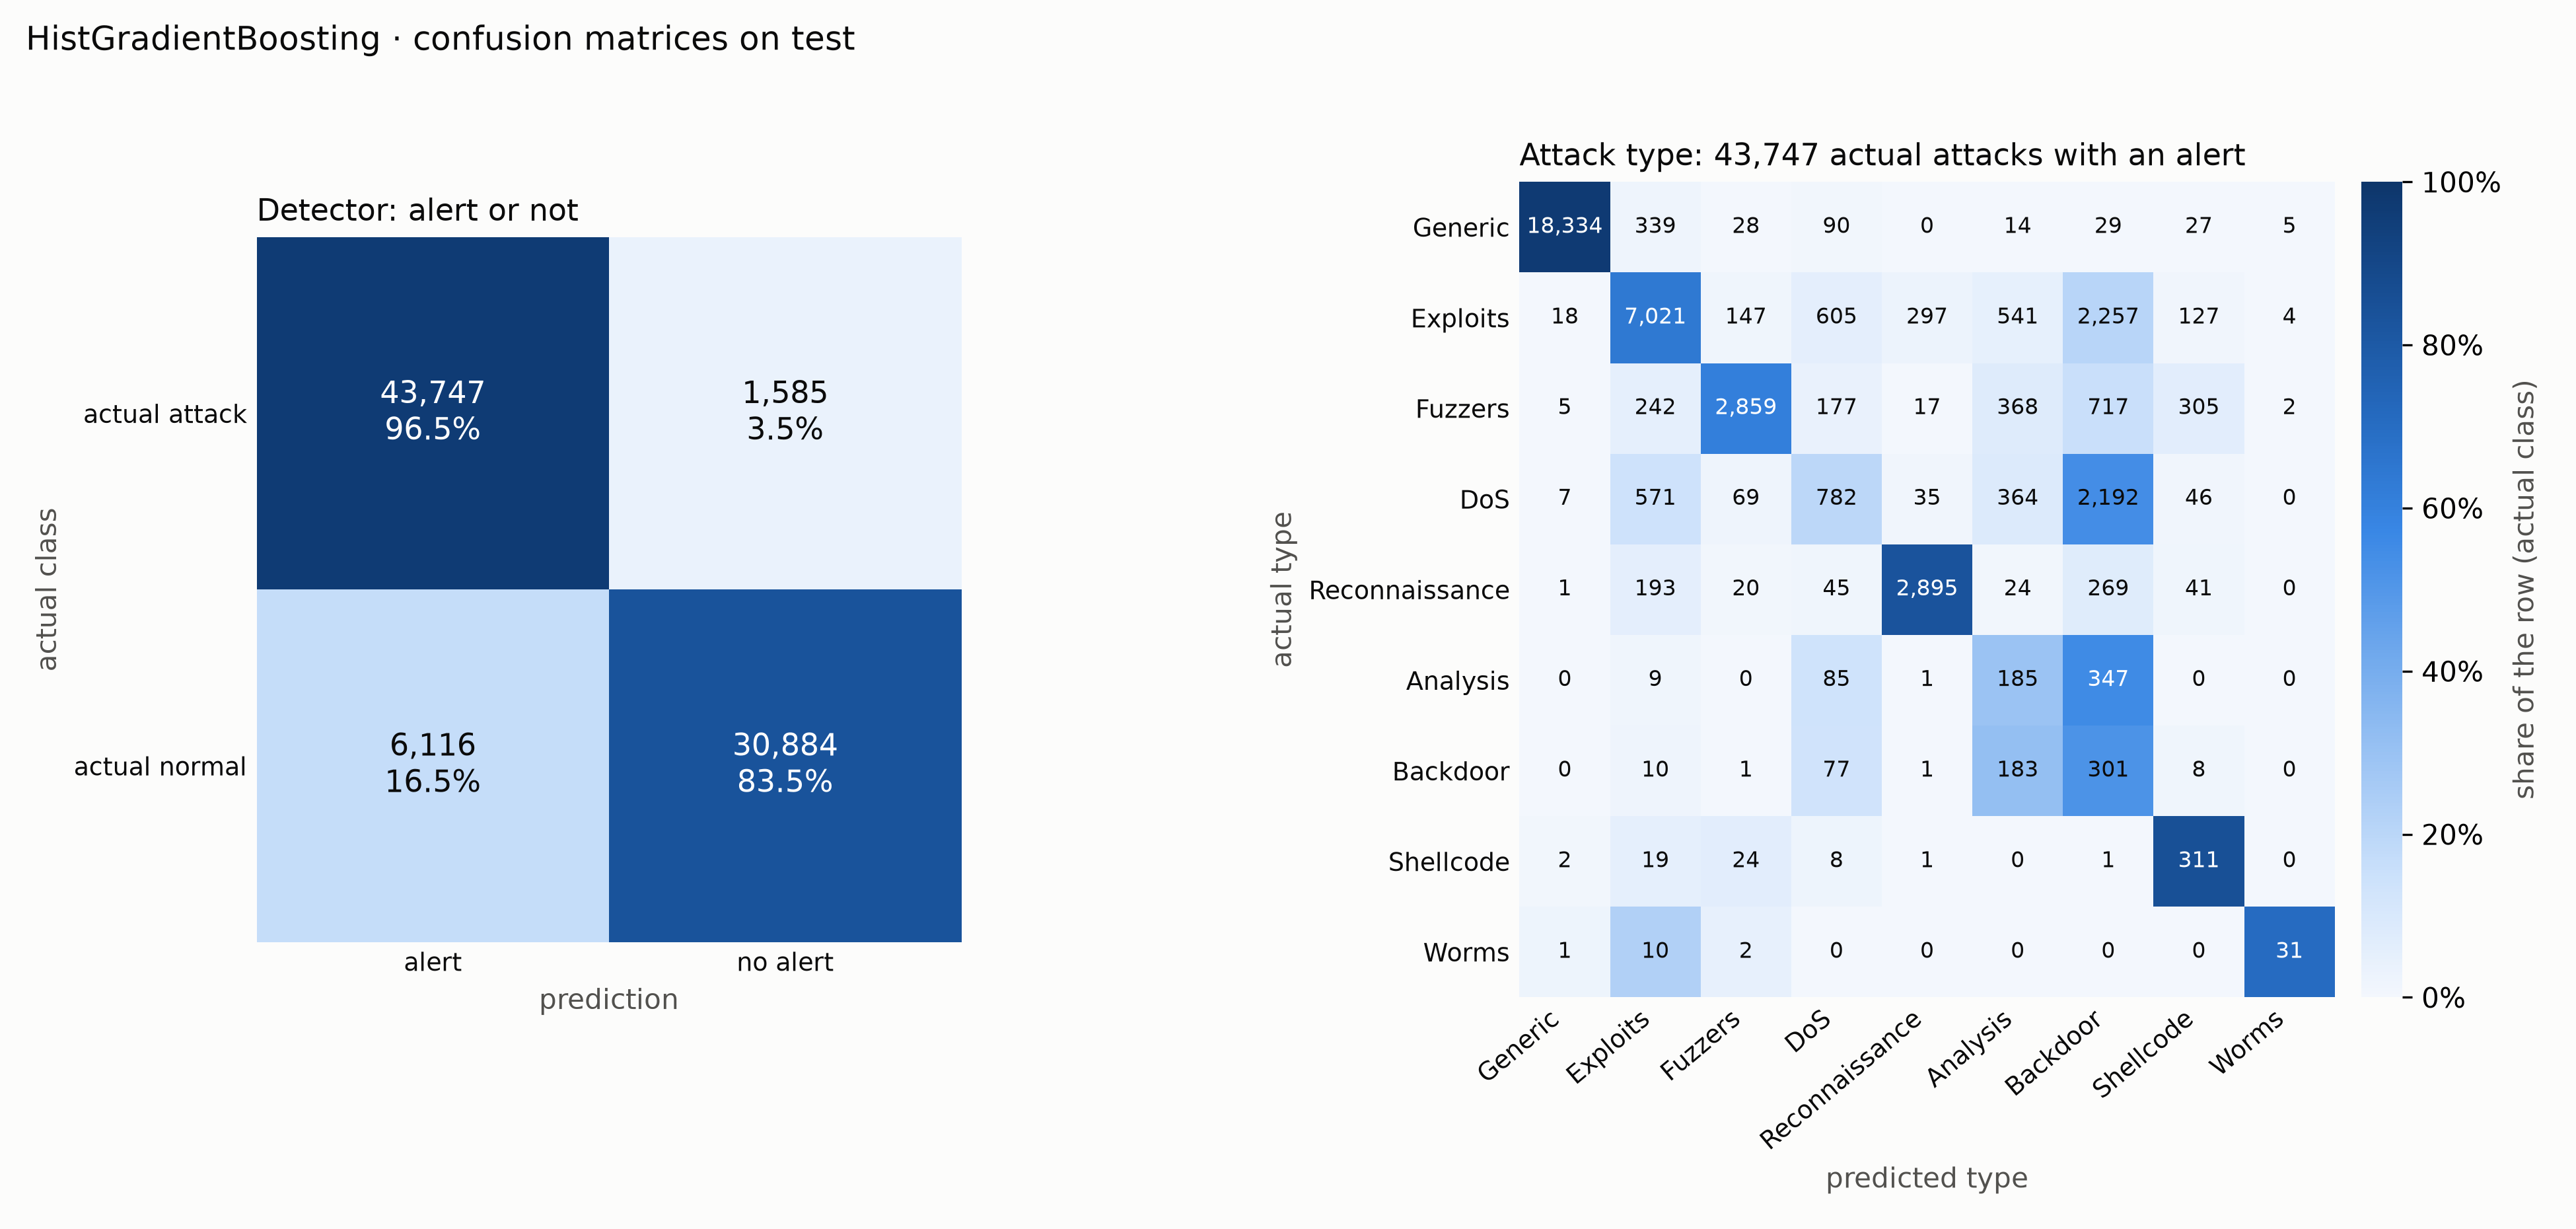 HistGradientBoosting · confusion matrices on test
Detector: alert or not
actual class
actual attack
43,747
96.5%
1,585
3.5%
actual normal
6,116
16.5%
30,884
83.5%
alert no alert
prediction
Attack type: 43,747 actual attacks with an alert
actual type
Generic 18,334 339 28 90 0 14 29 27 5
Exploits 18 7,021 147 605 297 541 2,257 127 4
Fuzzers 5 242 2,859 177 17 368 717 305 2
DoS 7 571 69 782 35 364 2,192 46 0
Reconnaissance 1 193 20 45 2,895 24 269 41 0
Analysis 0 9 0 85 1 185 347 0 0
Backdoor 0 10 1 77 1 183 301 8 0
Shellcode 2 19 24 8 1 0 1 311 0
Worms 1 10 2 0 0 0 0 0 31
Generic Exploits Fuzzers DoS Reconnaissance Analysis Backdoor Shellcode Worms
predicted type
100%
80%
60%
40%
20%
0%
share of the row (actual class)